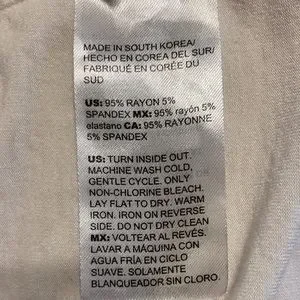 MADE IN SOUTH KOREA/
HECHO EN COREA DEL SUR/
FABRIQUÉ EN CORÉE DU
SUD
US: 95% RAYON 5%
SPANDEX MX: 95% rayón 5%
elastano CA: 95% RAYONNE
5% SPANDEX
US: TURN INSIDE OUT.
MACHINE WASH COLD,
GENTLE CYCLE. ONLY
NON-CHLORINE BLEACH.
LAY FLAT TO DRY. WARM
IRON. IRON ON REVERSE
SIDE. DO NOT DRY CLEAN
MX: VOLTEAR AL REVÉS.
LAVAR A MÁQUINA CON
AGUA FRÍA EN CICLO
SUAVE. SOLAMENTE
BLANQUEADOR SIN CLORO.